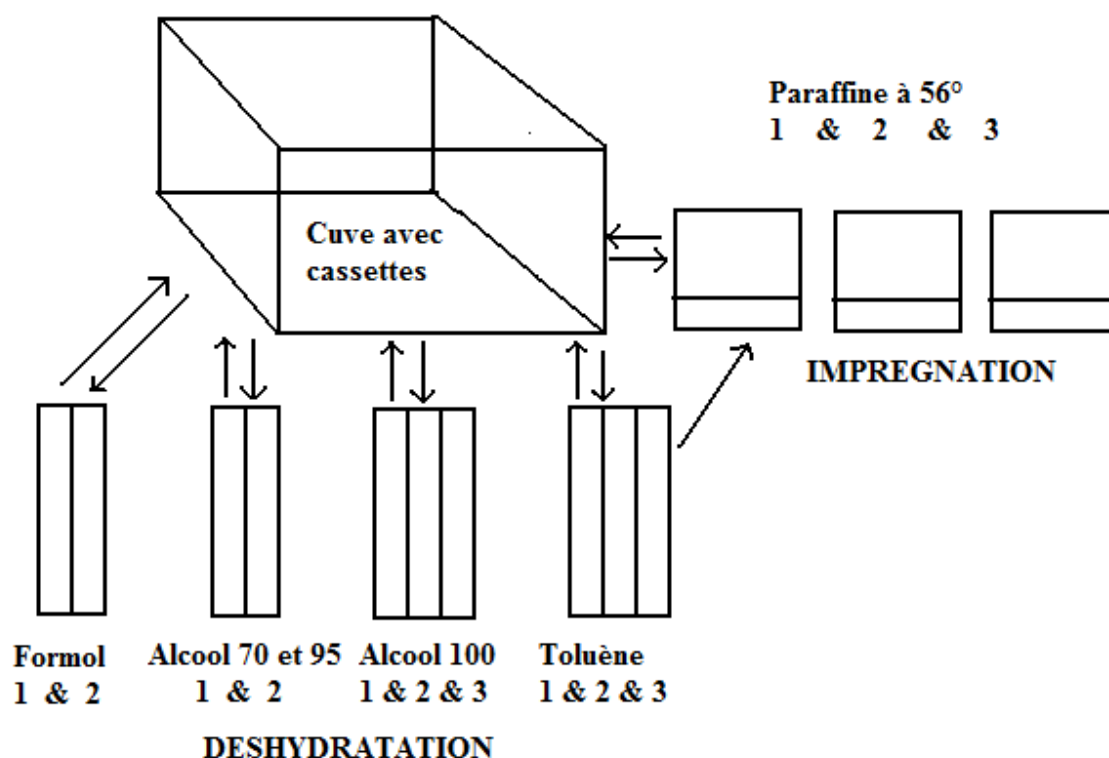 Paraffine à 56°
1 & 2 & 3
Cuve avec
cassettes
IMPREGNATION
Formol
1 & 2
Alcool 70 et 95
1 & 2
Alcool 100
1 & 2 & 3
Toluène
1 & 2 & 3
DESHYDRATATION